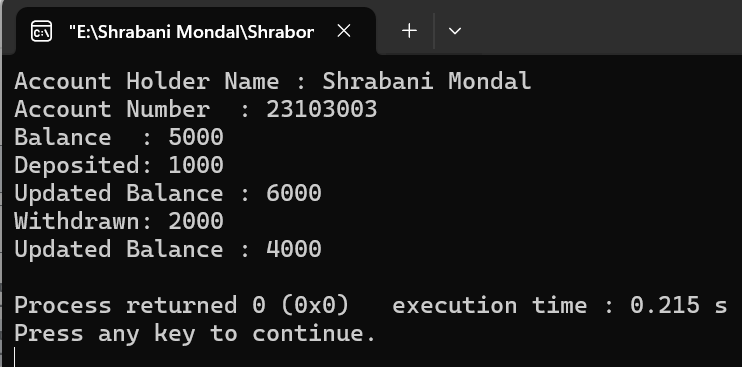 "E:\Shrabani Mondal\Shrabor
Account Holder Name : Shrabani Mondal
Account Number  : 23103003
Balance  : 5000
Deposited: 1000
Updated Balance : 6000
Withdrawn: 2000
Updated Balance : 4000
Process returned 0 (0x0)   execution time : 0.215 s
Press any key to continue.